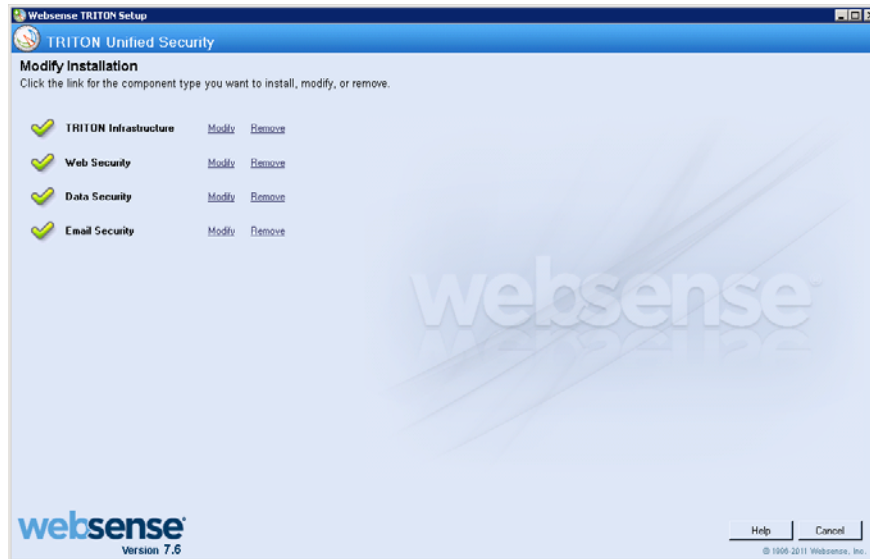 Websense TRITON Setup
TRITON Unified Security
Modify Installation
Click the link for the component type you want to install, modify, or remove.
TRITON Infrastructure Modify Remove
Web Security Modify Remove
Data Security Modify Remove
Email Security Modify Remove
websense
websense
Version 7.6
Help Cancel
© 1996-2011 Websense, Inc.